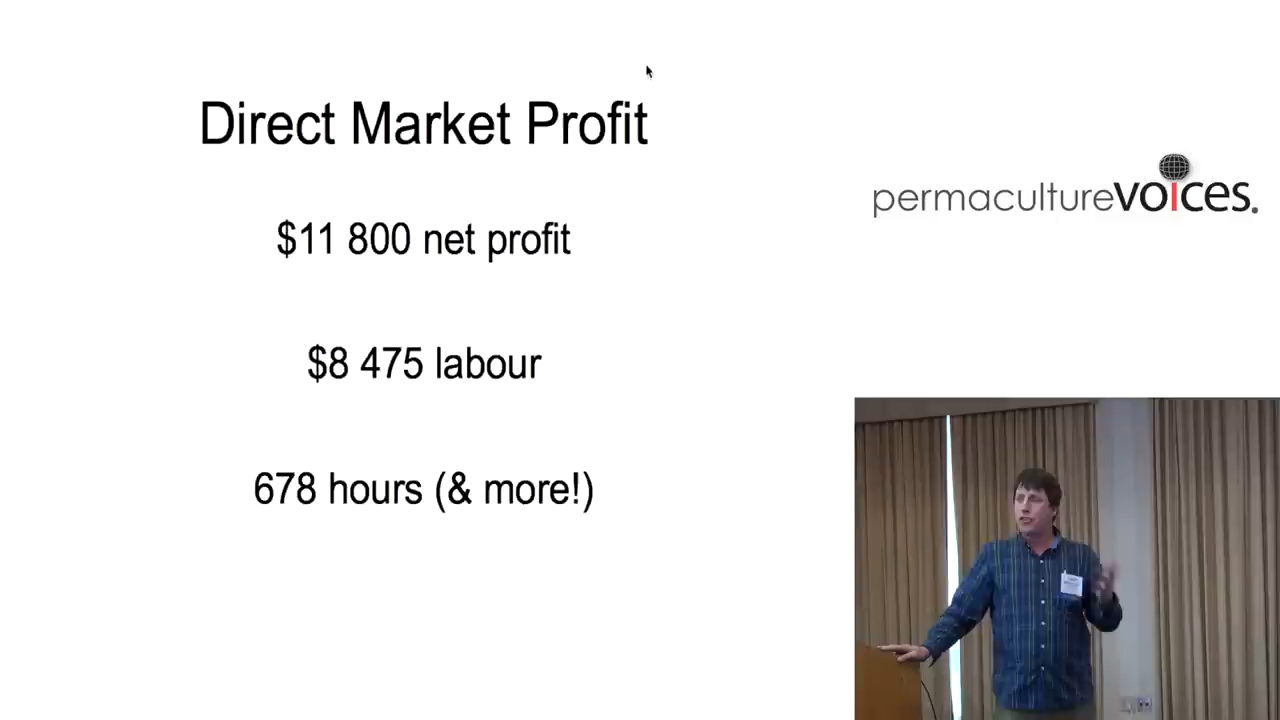 Direct Market Profit
$11 800 net profit
$8 475 labour
678 hours (& more!)
permaculturevoices.